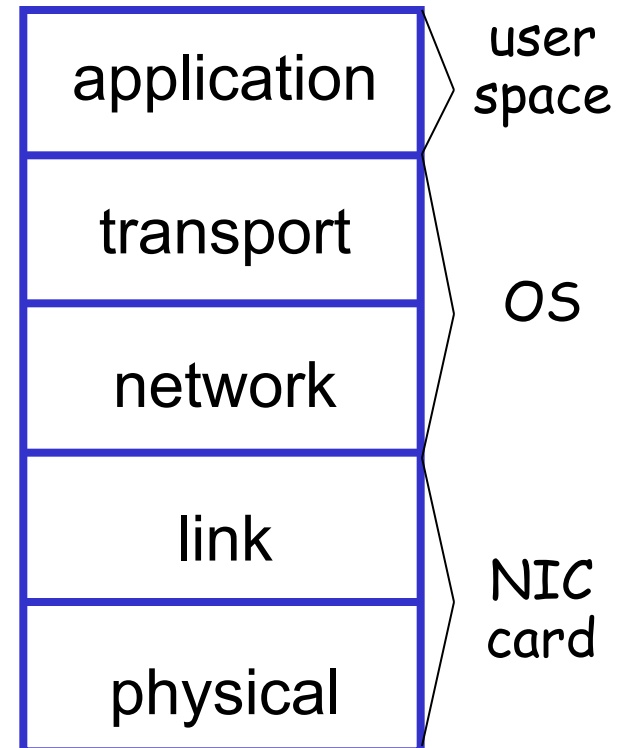 application
user
space
transport
OS
network
link
NIC
card
physical